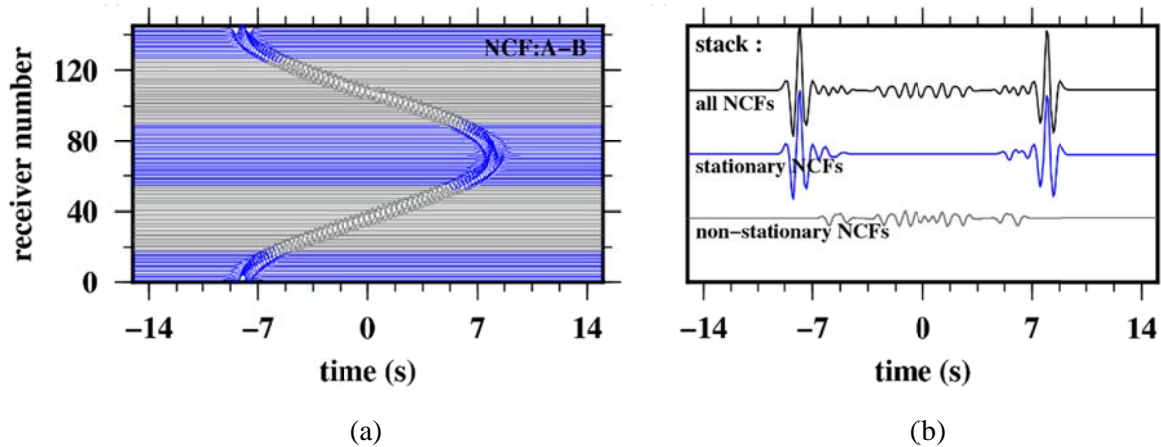 NCF:A-B
receiver number
120
80
40
0
−14 −7 0 7 14
time (s)
(a)
stack :
all NCFs
stationary NCFs
non-stationary NCFs
−14 −7 0 7 14
time (s)
(b)